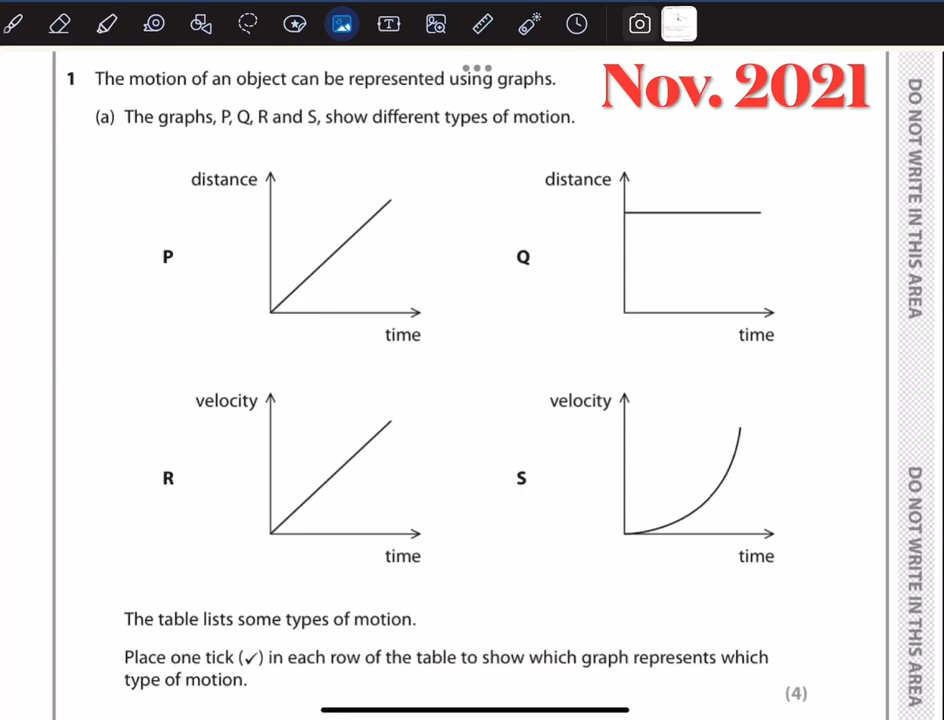 1 The motion of an object can be represented using graphs.
Nov. 2021
(a) The graphs, P, Q, R and S, show different types of motion.
distance
distance
P
Q
time
time
velocity
velocity
R
S
time
time
The table lists some types of motion.
Place one tick (✓) in each row of the table to show which graph represents which
type of motion.
(4)
DO NOT WRITE IN THIS AREA
DO NOT WRITE IN THIS AREA